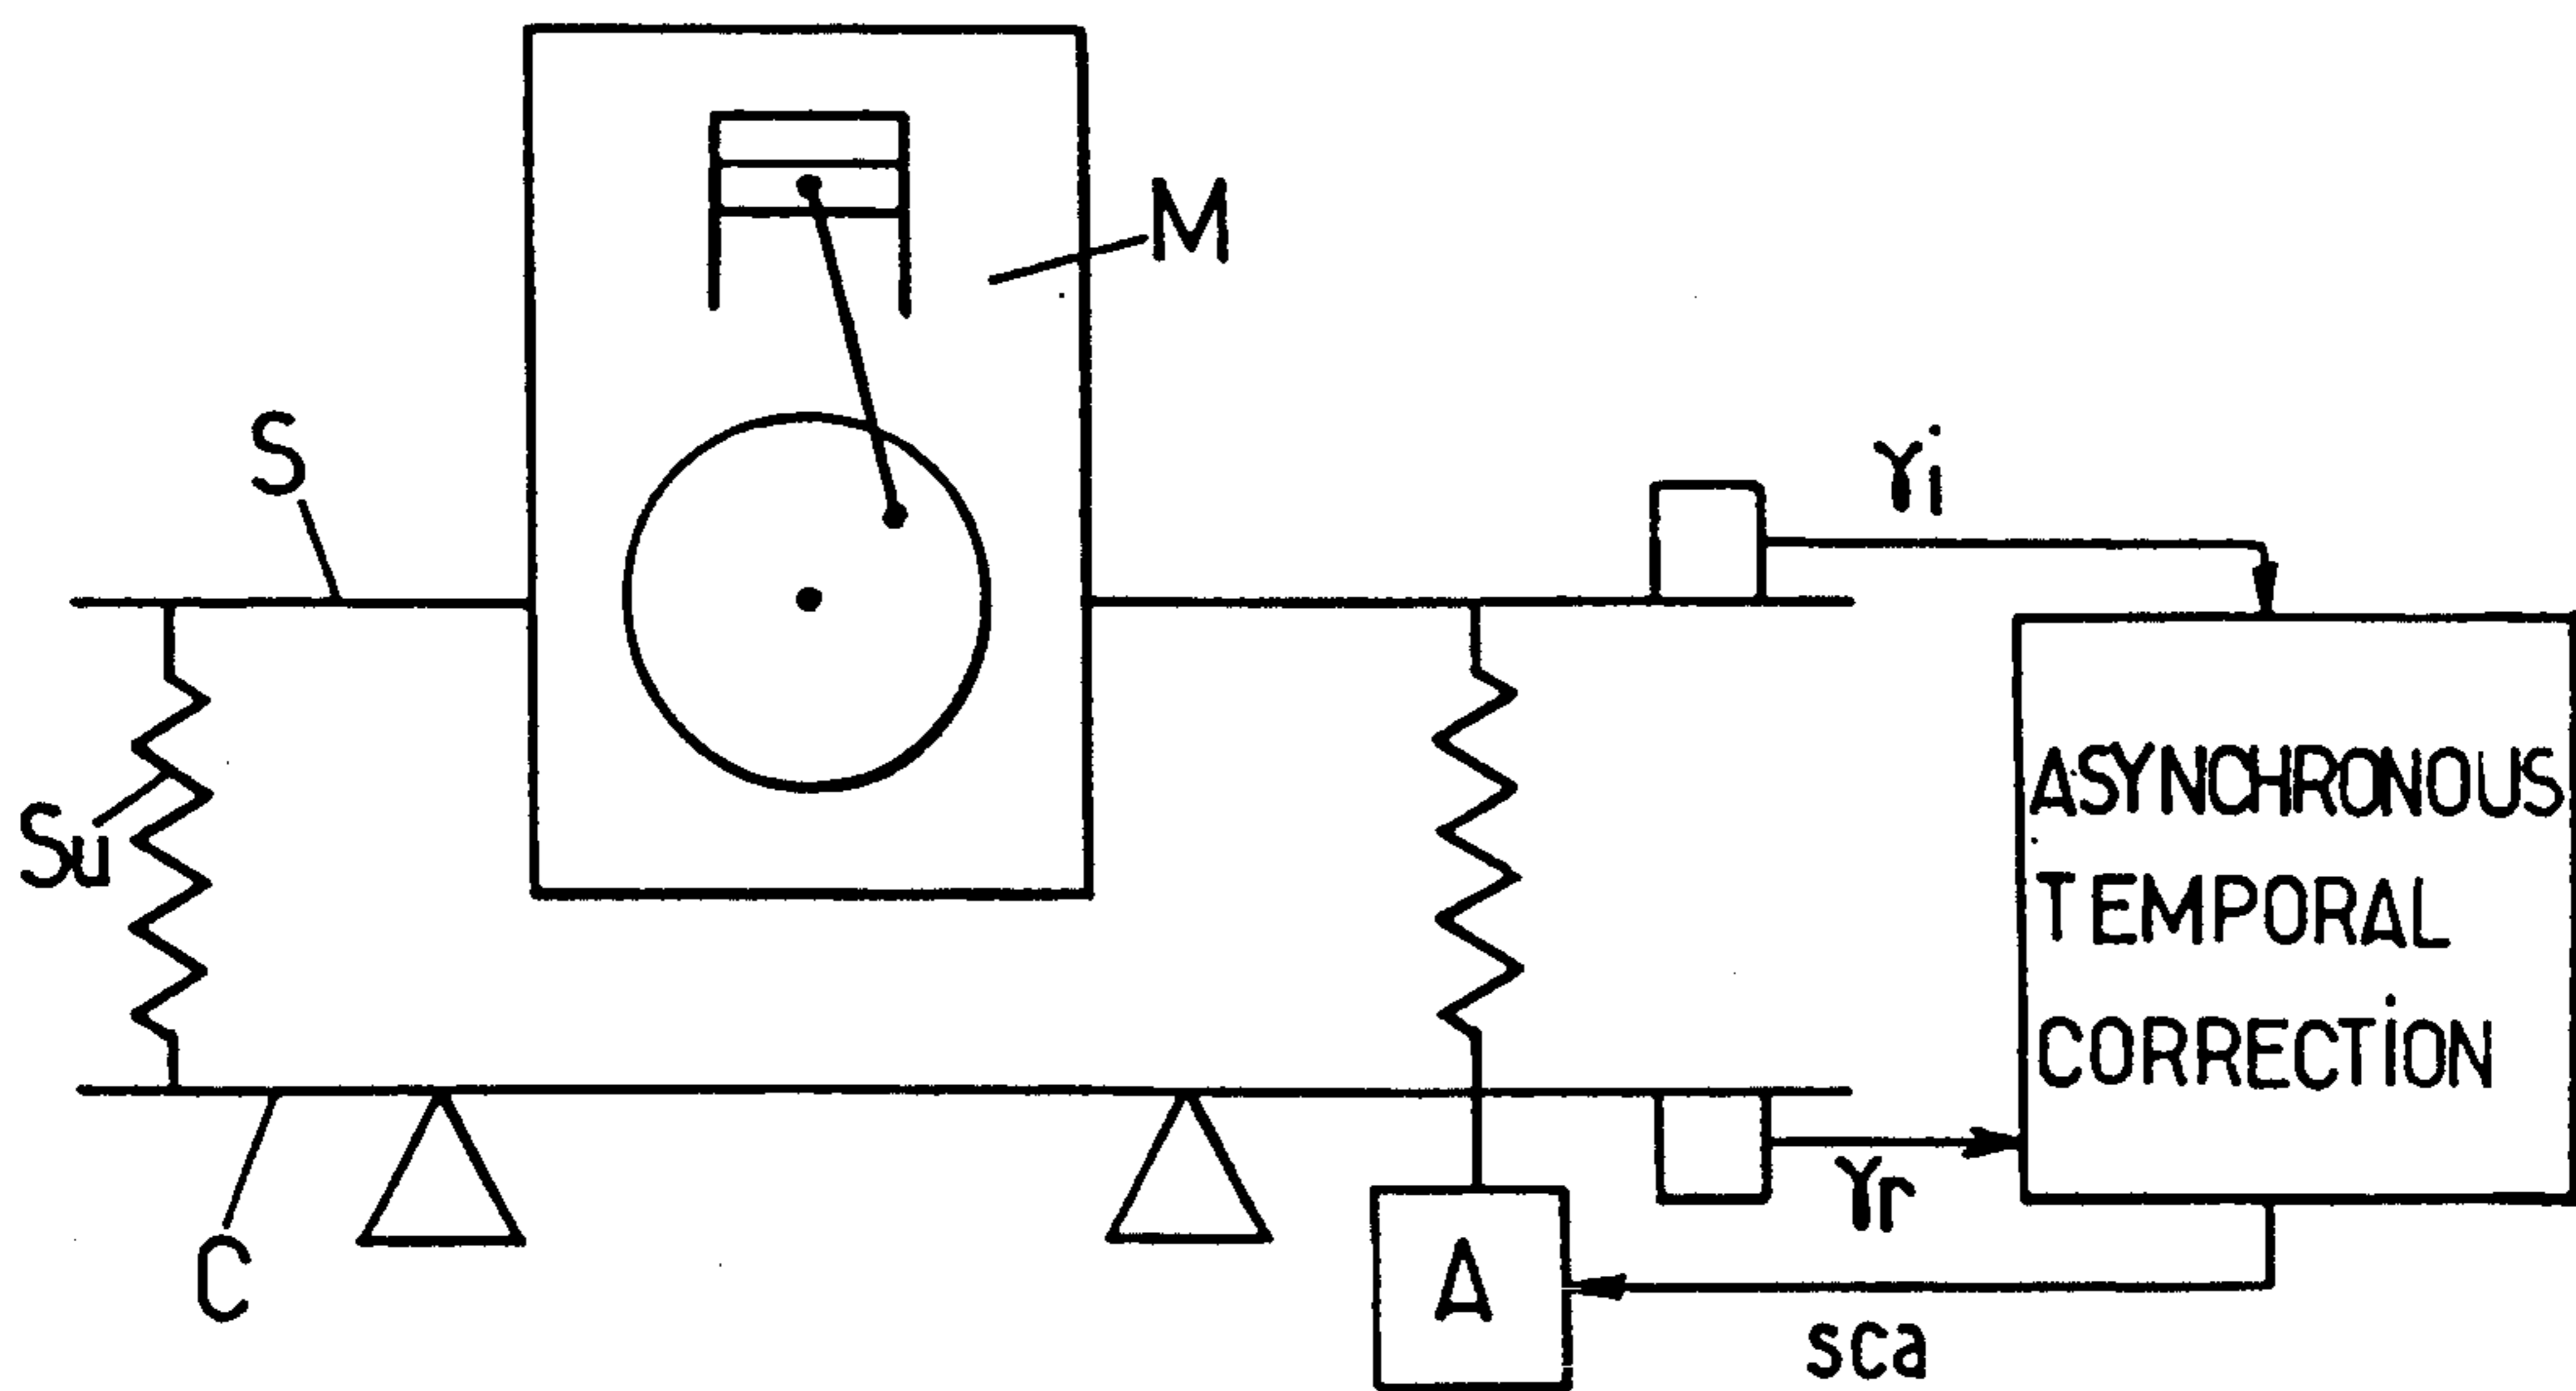 M
S
γi
Su
ASYNCHRONOUS
TEMPORAL
CORRECTION
γr
C
A
sca